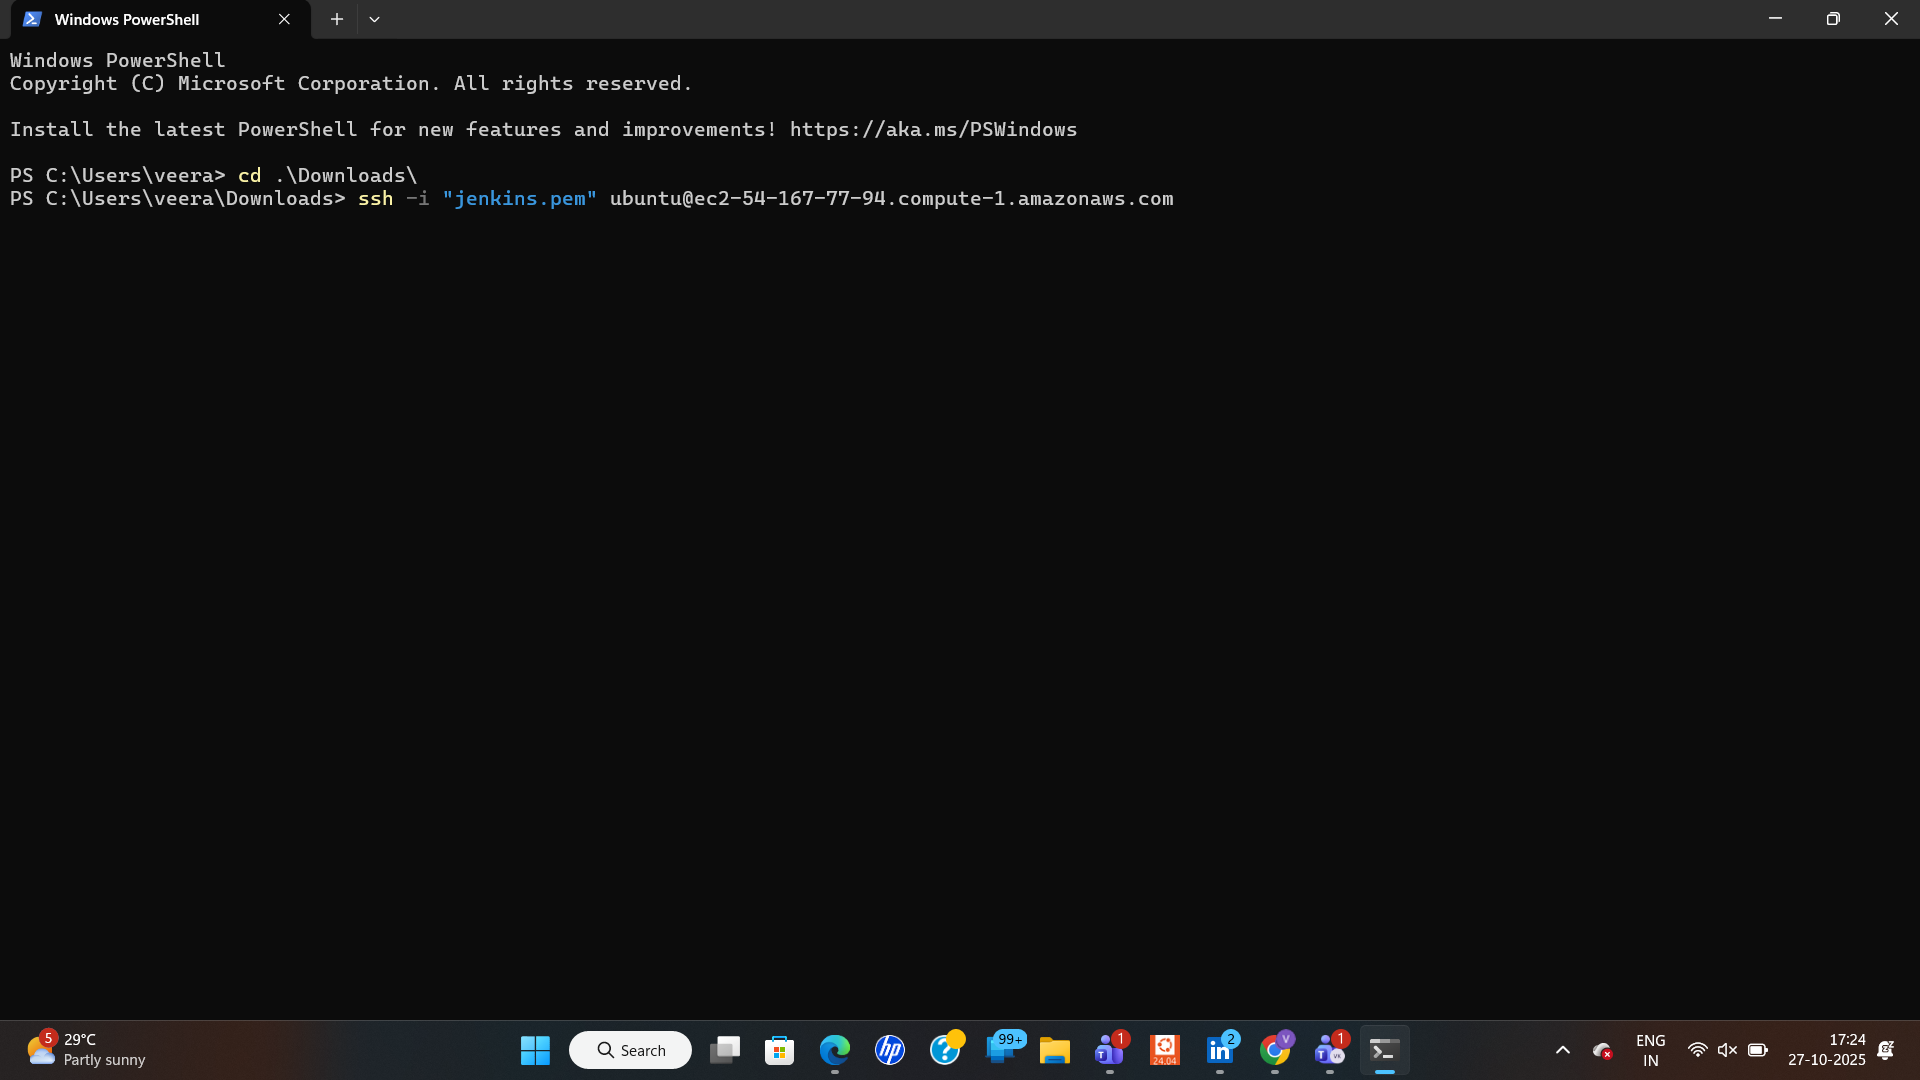 Windows PowerShell
Windows PowerShell
Copyright (C) Microsoft Corporation. All rights reserved.
Install the latest PowerShell for new features and improvements! https://aka.ms/PSWindows
PS C:\Users\veera> cd .\Downloads\
PS C:\Users\veera\Downloads> ssh -i "jenkins.pem" ubuntu@ec2-54-167-77-94.compute-1.amazonaws.com
5
29°C
Partly sunny
Search
hp
?
99+
T
1
24.04
in
2
V
T
VK
1
ENG
IN
17:24
27-10-2025